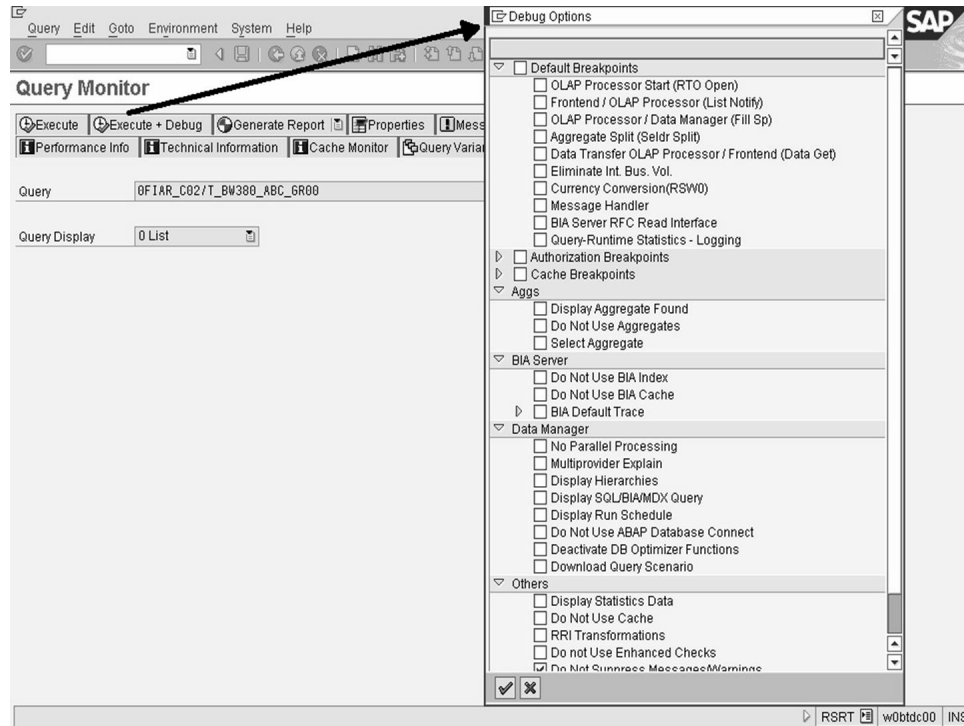 Query Edit Goto Environment System Help
Debug Options
SAP
Query Monitor
Execute Execute + Debug Generate Report Properties
Performance Info Technical Information Cache Monitor
Query 0FIAR_C02/T_BW380_ABC_GR00
Query Display 0 List
Default Breakpoints
OLAP Processor Start (RTO Open)
Frontend / OLAP Processor (List Notify)
OLAP Processor / Data Manager (Fill Sp)
Aggregate Split (Seldr Split)
Data Transfer OLAP Processor / Frontend (Data Get)
Eliminate Int. Bus. Vol.
Currency Conversion(RSW0)
Message Handler
BIA Server RFC Read Interface
Query-Runtime Statistics - Logging
Authorization Breakpoints
Cache Breakpoints
Aggs
Display Aggregate Found
Do Not Use Aggregates
Select Aggregate
BIA Server
Do Not Use BIA Index
Do Not Use BIA Cache
BIA Default Trace
Data Manager
No Parallel Processing
Multiprovider Explain
Display Hierarchies
Display SQL/BIA/MDX Query
Display Run Schedule
Do Not Use ABAP Database Connect
Deactivate DB Optimizer Functions
Download Query Scenario
Others
Display Statistics Data
Do Not Use Cache
RRI Transformations
Do not Use Enhanced Checks
Do Not Suppress Messages/Warnings
RSRT w0btdc00 INS